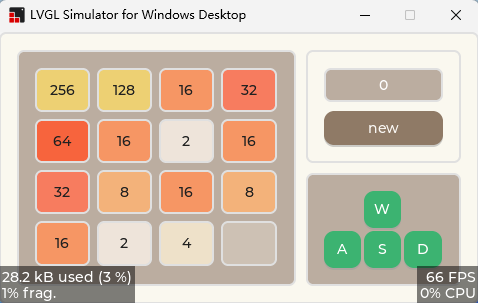 LVGL Simulator for Windows Desktop
256 128 16 32
64 16 2 16
32 8 16 8
16 2 4
0
new
W
A S D
28.2 kB used (3 %)
1% frag.
66 FPS
0% CPU